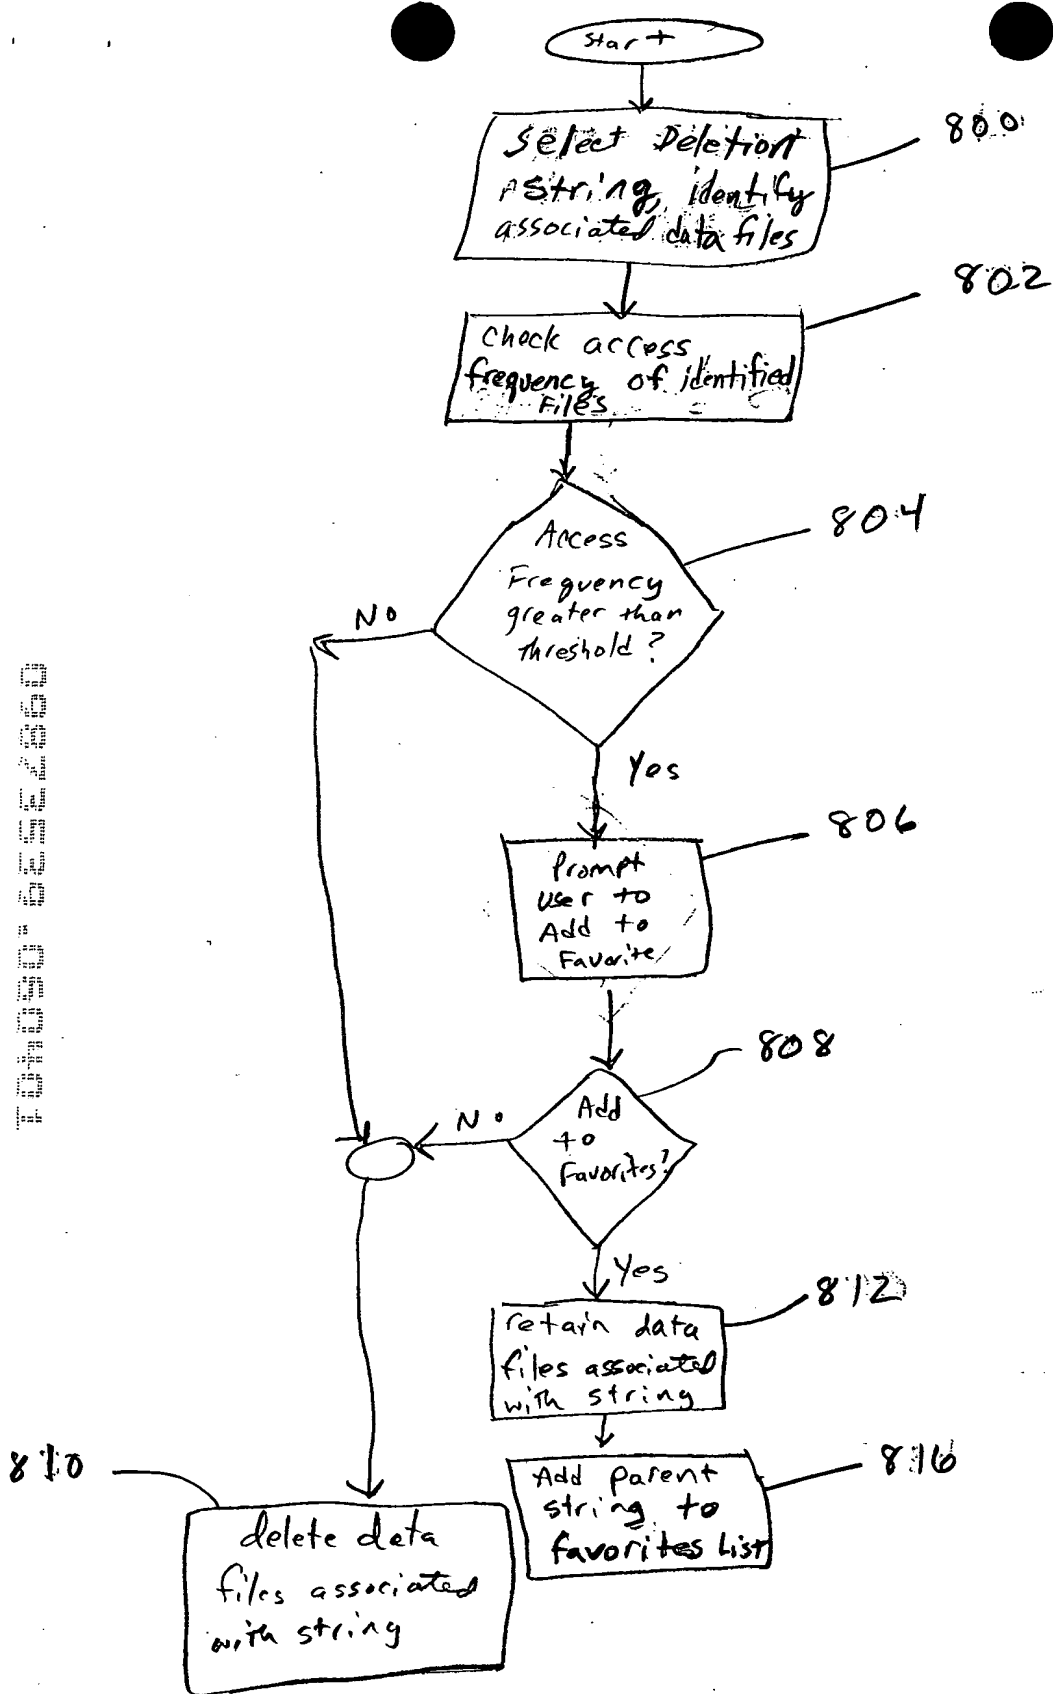 Start
Select Deletion
string, identify
associated data files
800
802
Check access
frequency of identified
Files
804
Access
Frequency
greater than
threshold?
No
Yes
806
Prompt
User to
Add to
Favorite
808
Add
to
Favorites?
No
Yes
812
retain data
files associated
with string
816
Add parent
string to
favorites List
810
delete data
files associated
with string
09873539.060401